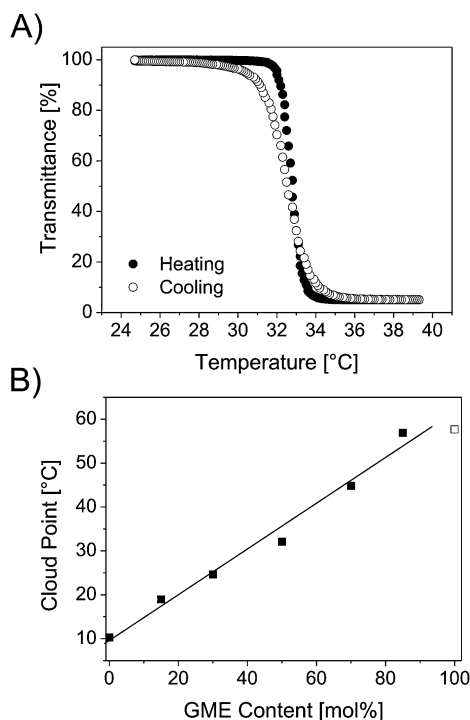 A)
100
80
60
40
20
0
Transmittance [%]
Heating
Cooling
24 26 28 30 32 34 36 38 40
Temperature [°C]
B)
60
50
40
30
20
10
Cloud Point [°C]
0 20 40 60 80 100
GME Content [mol%]